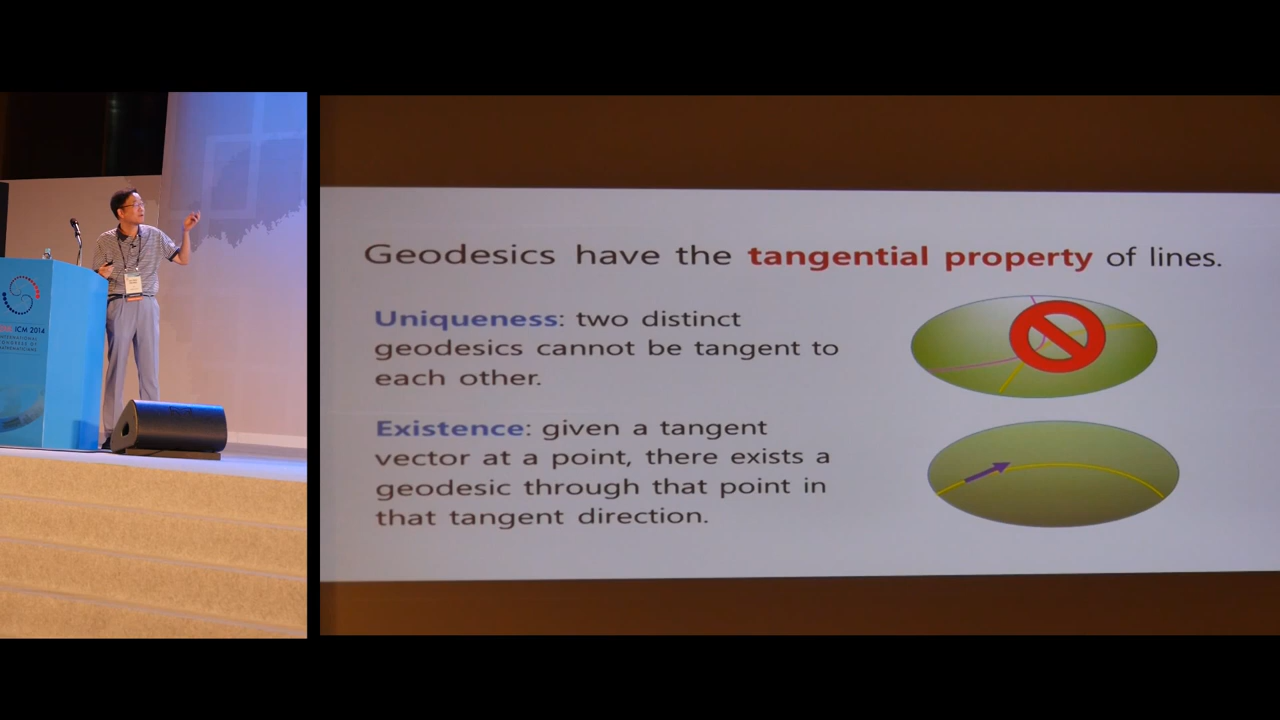 Geodesics have the tangential property of lines.
Uniqueness: two distinct
geodesics cannot be tangent to
each other.
Existence: given a tangent
vector at a point, there exists a
geodesic through that point in
that tangent direction.
ICM 2014